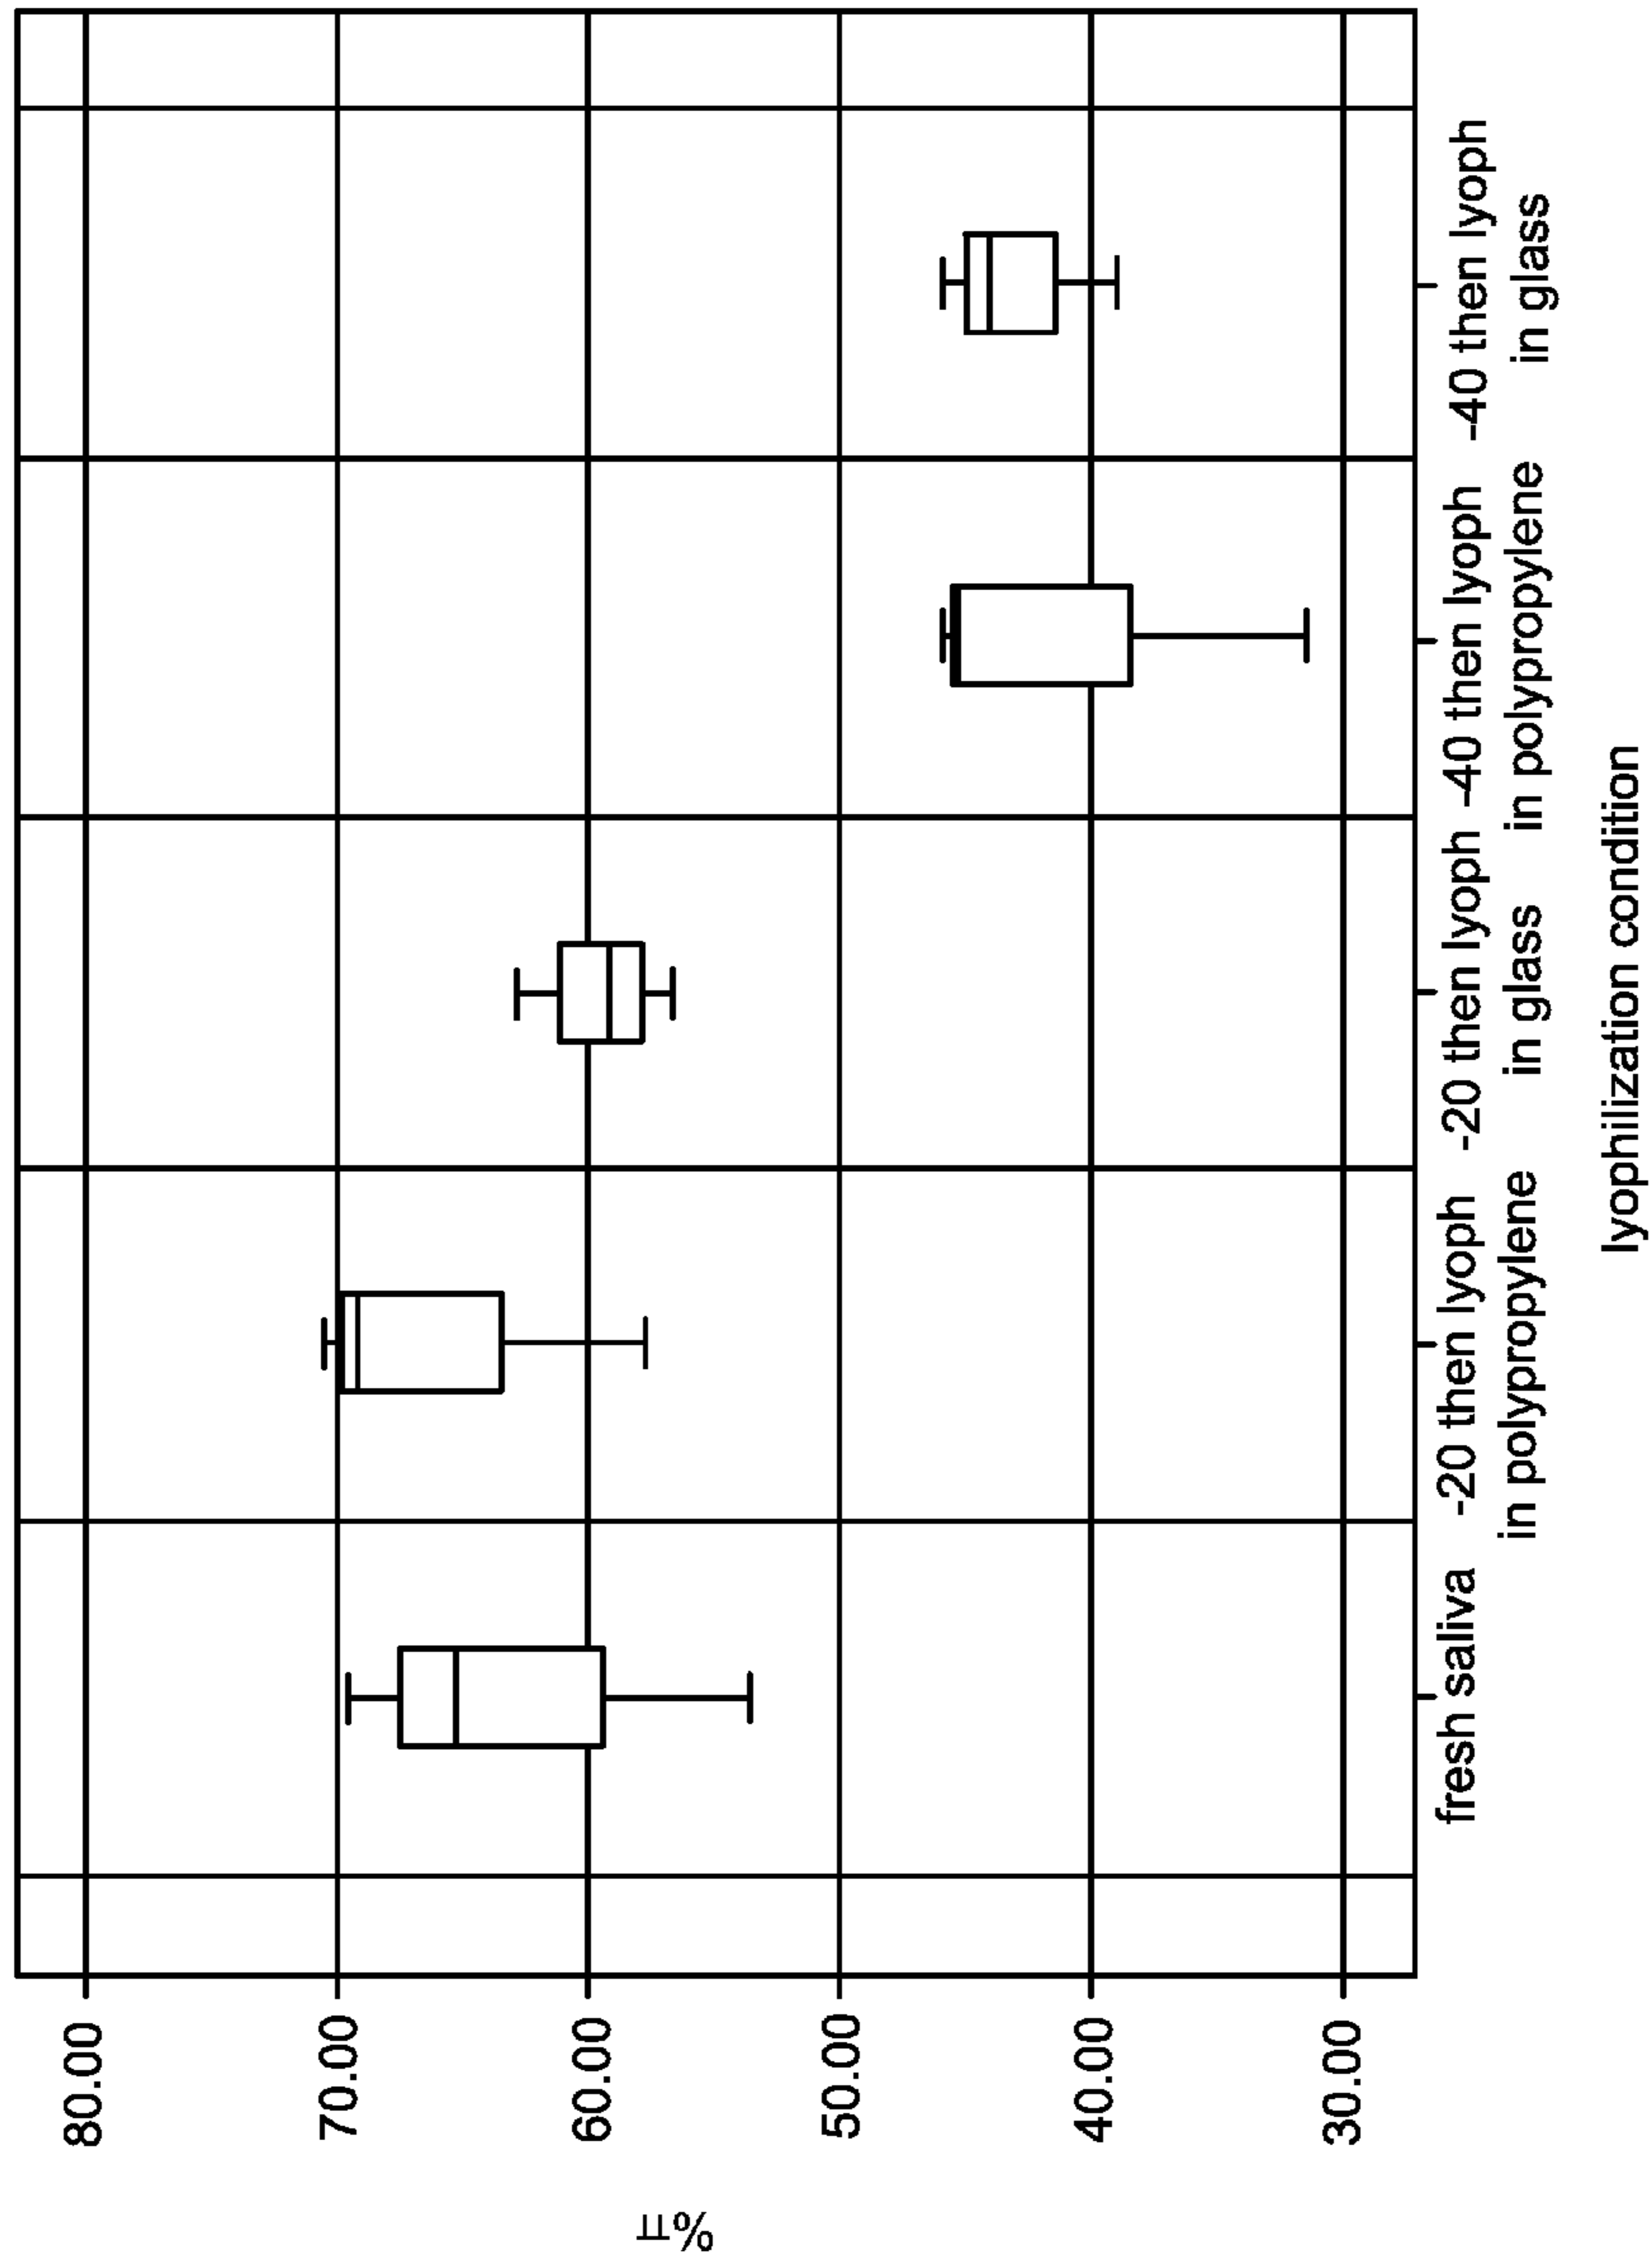 %π
80.00
70.00
60.00
50.00
40.00
30.00
fresh saliva
-20 then lyoph
in polypropylene
-20 then lyoph
in glass
-40 then lyoph
in polypropylene
-40 then lyoph
in glass
lyophilization condition